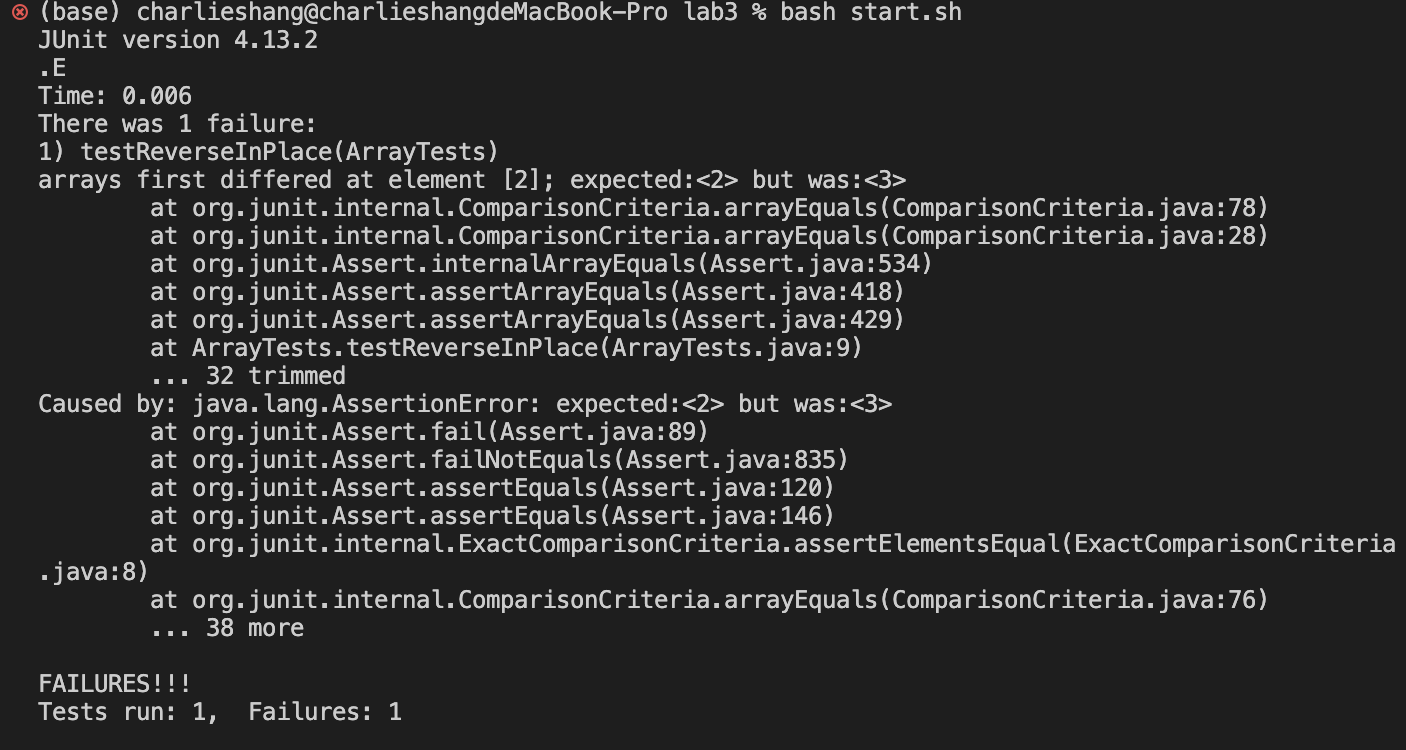 (base) charlieshang@charlieshangdeMacBook-Pro lab3 % bash start.sh
JUnit version 4.13.2
.E
Time: 0.006
There was 1 failure:
1) testReverseInPlace(ArrayTests)
arrays first differed at element [2]; expected:<2> but was:<3>
        at org.junit.internal.ComparisonCriteria.arrayEquals(ComparisonCriteria.java:78)
        at org.junit.internal.ComparisonCriteria.arrayEquals(ComparisonCriteria.java:28)
        at org.junit.Assert.internalArrayEquals(Assert.java:534)
        at org.junit.Assert.assertArrayEquals(Assert.java:418)
        at org.junit.Assert.assertArrayEquals(Assert.java:429)
        at ArrayTests.testReverseInPlace(ArrayTests.java:9)
        ... 32 trimmed
Caused by: java.lang.AssertionError: expected:<2> but was:<3>
        at org.junit.Assert.fail(Assert.java:89)
        at org.junit.Assert.failNotEquals(Assert.java:835)
        at org.junit.Assert.assertEquals(Assert.java:120)
        at org.junit.Assert.assertEquals(Assert.java:146)
        at org.junit.internal.ExactComparisonCriteria.assertElementsEqual(ExactComparisonCriteria
.java:8)
        at org.junit.internal.ComparisonCriteria.arrayEquals(ComparisonCriteria.java:76)
        ... 38 more

FAILURES!!!
Tests run: 1,  Failures: 1